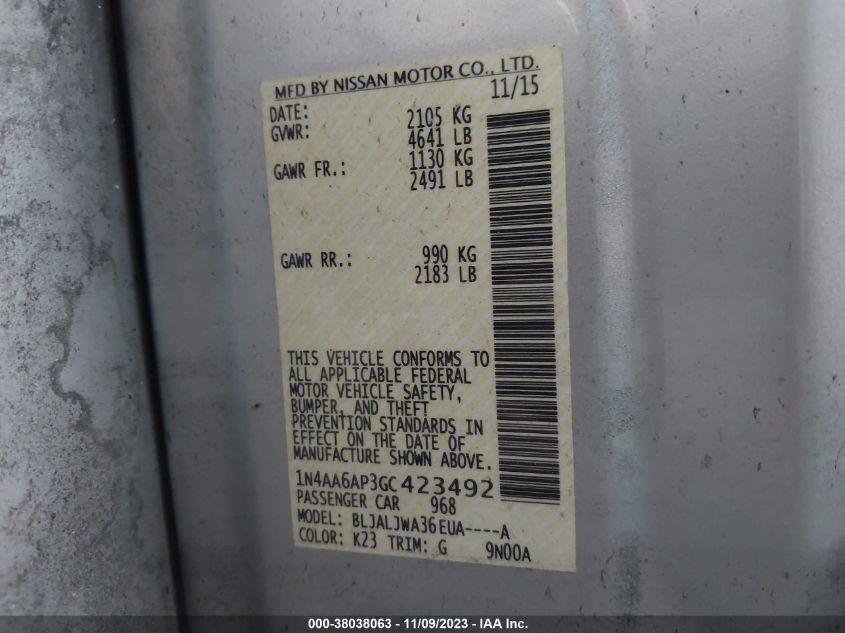 MFD BY NISSAN MOTOR CO., LTD.
DATE: 11/15
GVWR: 2105 KG
4641 LB
GAWR FR.: 1130 KG
2491 LB
GAWR RR.: 990 KG
2183 LB
THIS VEHICLE CONFORMS TO
ALL APPLICABLE FEDERAL
MOTOR VEHICLE SAFETY,
BUMPER, AND THEFT
PREVENTION STANDARDS IN
EFFECT ON THE DATE OF
MANUFACTURE SHOWN ABOVE.
1N4AA6AP3GC423492
PASSENGER CAR 968
MODEL: BLJALJWA36EUA----A
COLOR: K23 TRIM: G 9N00A
000-38038063 - 11/09/2023 - IAA Inc.